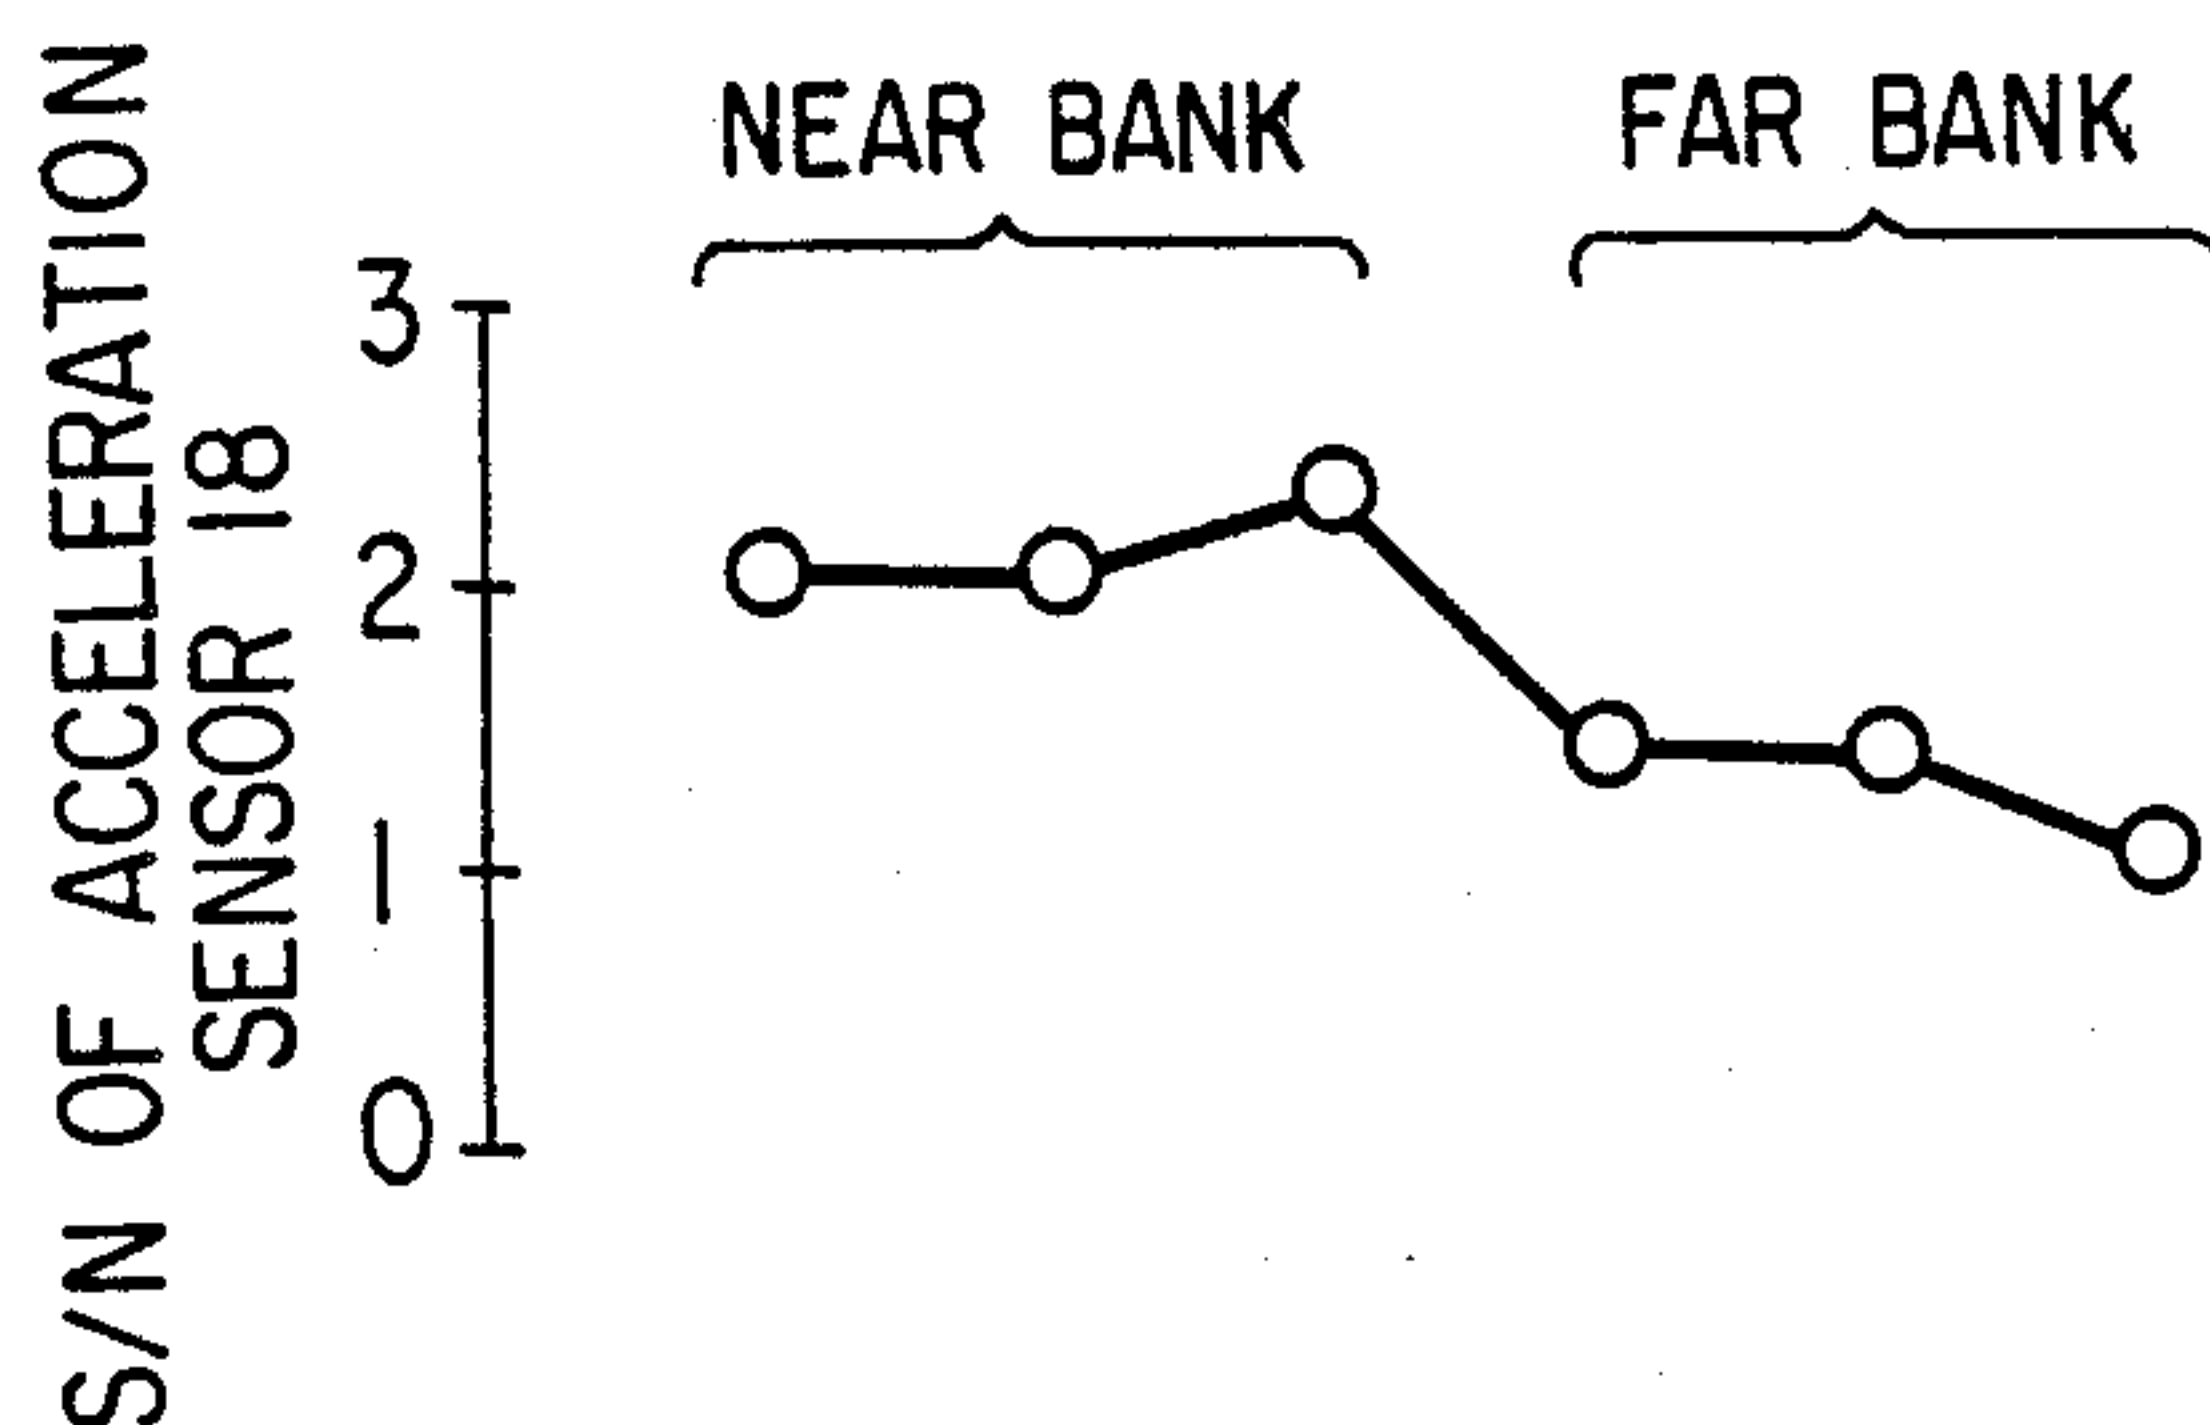 S/N OF ACCELERATION
SENSOR 18
NEAR BANK
FAR BANK
3
2
1
0